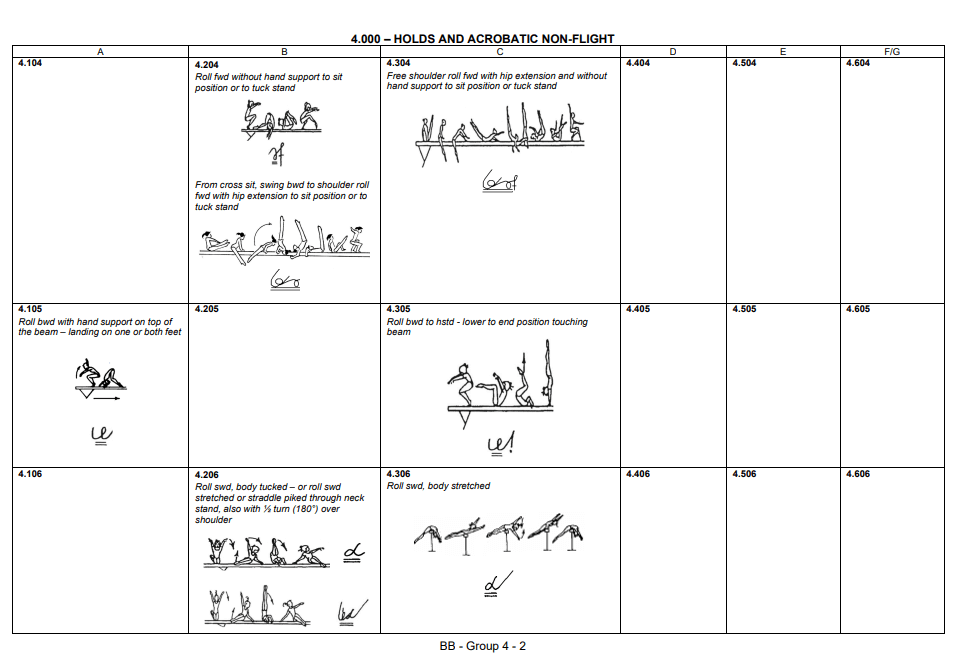 4.000 – HOLDS AND ACROBATIC NON-FLIGHT
A B C D E F/G
4.104
4.204
Roll fwd without hand support to sit
position or to tuck stand
From cross sit, swing bwd to shoulder roll
fwd with hip extension to sit position or to
tuck stand
4.304
Free shoulder roll fwd with hip extension and without
hand support to sit position or tuck stand
4.404
4.504
4.604
4.105
Roll bwd with hand support on top of
the beam – landing on one or both feet
4.205
4.305
Roll bwd to hstd - lower to end position touching
beam
4.405
4.505
4.605
4.106
4.206
Roll swd, body tucked – or roll swd
stretched or straddle piked through neck
stand, also with ½ turn (180°) over
shoulder
4.306
Roll swd, body stretched
4.406
4.506
4.606
BB - Group 4 - 2